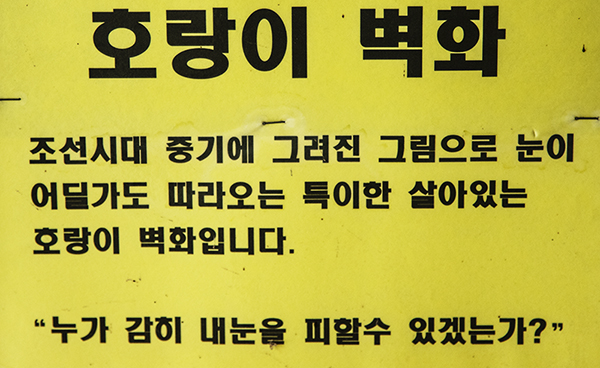 호랑이 벽화
조선시대 중기에 그려진 그림으로 눈이
어딜가도 따라오는 특이한 살아있는
호랑이 벽화입니다.
“누가 감히 내눈을 피할수 있겠는가?”